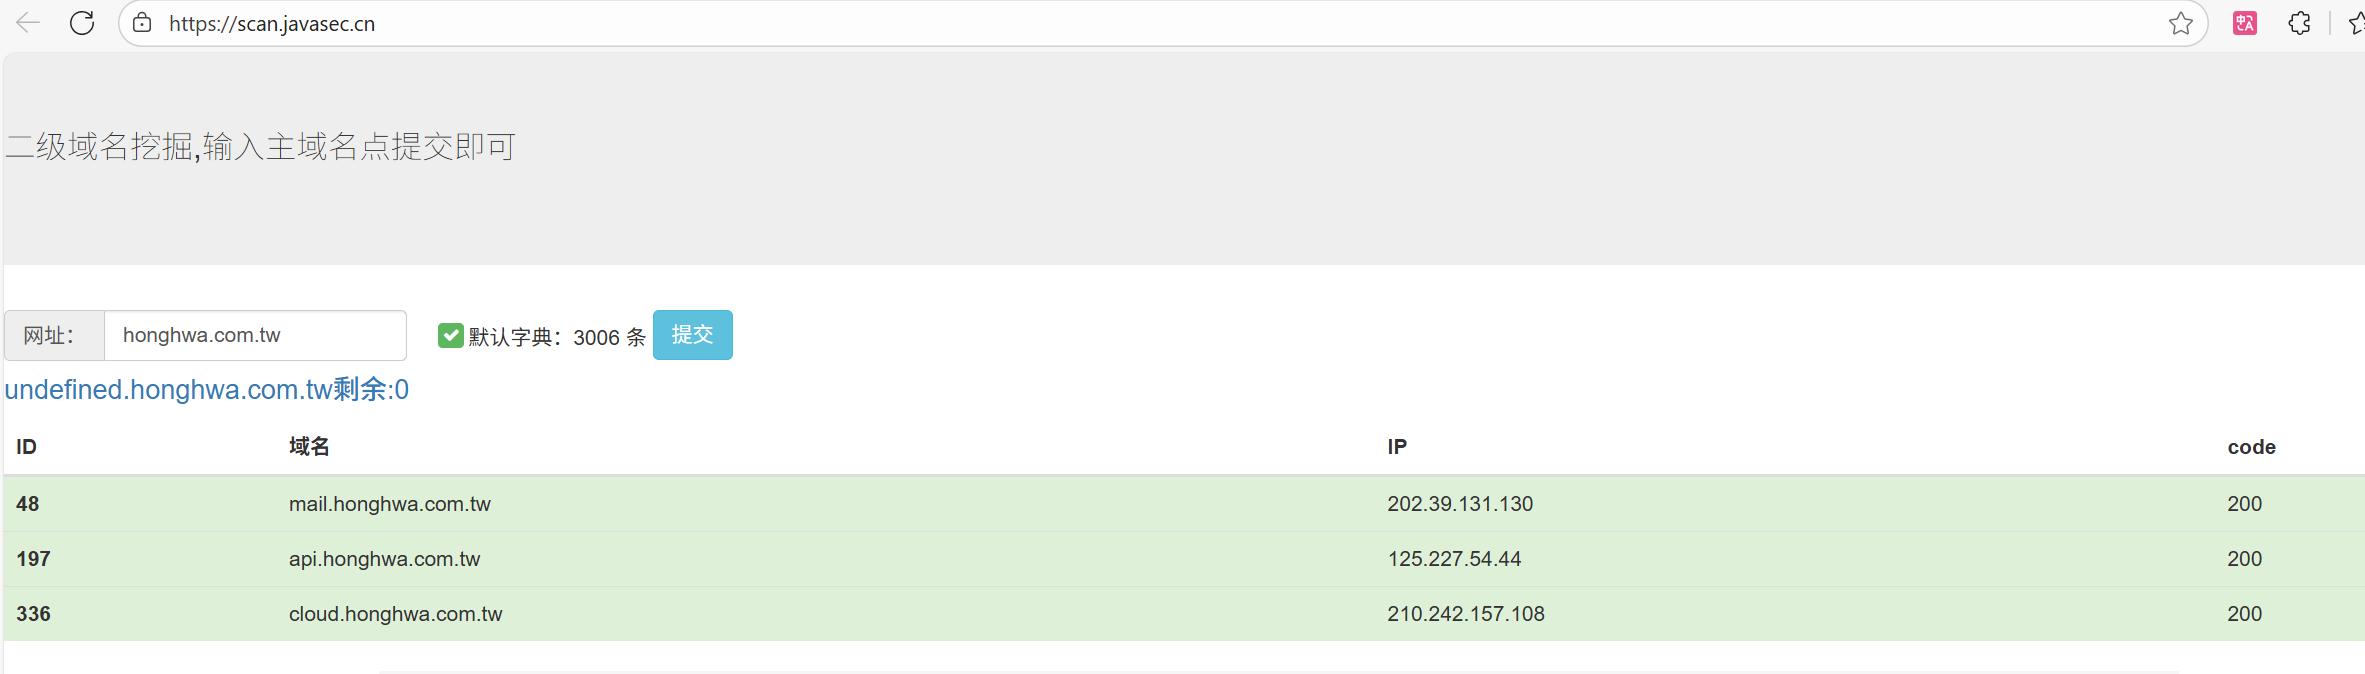 https://scan.javasec.cn
二级域名挖掘,输入主域名点提交即可
网址： honghwa.com.tw 默认字典：3006 条 提交
undefined.honghwa.com.tw剩余:0
ID 域名 IP code
48 mail.honghwa.com.tw 202.39.131.130 200
197 api.honghwa.com.tw 125.227.54.44 200
336 cloud.honghwa.com.tw 210.242.157.108 200